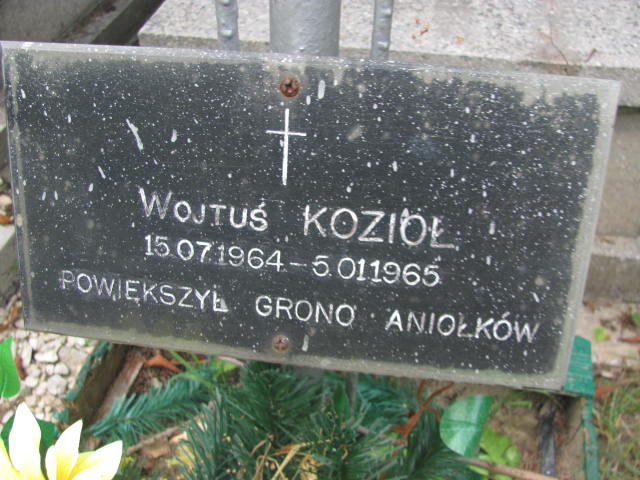 Wojtuś KOZIOŁ
15.07.1964 – 5.01.1965
POWIĘKSZYŁ GRONO ANIOŁKÓW